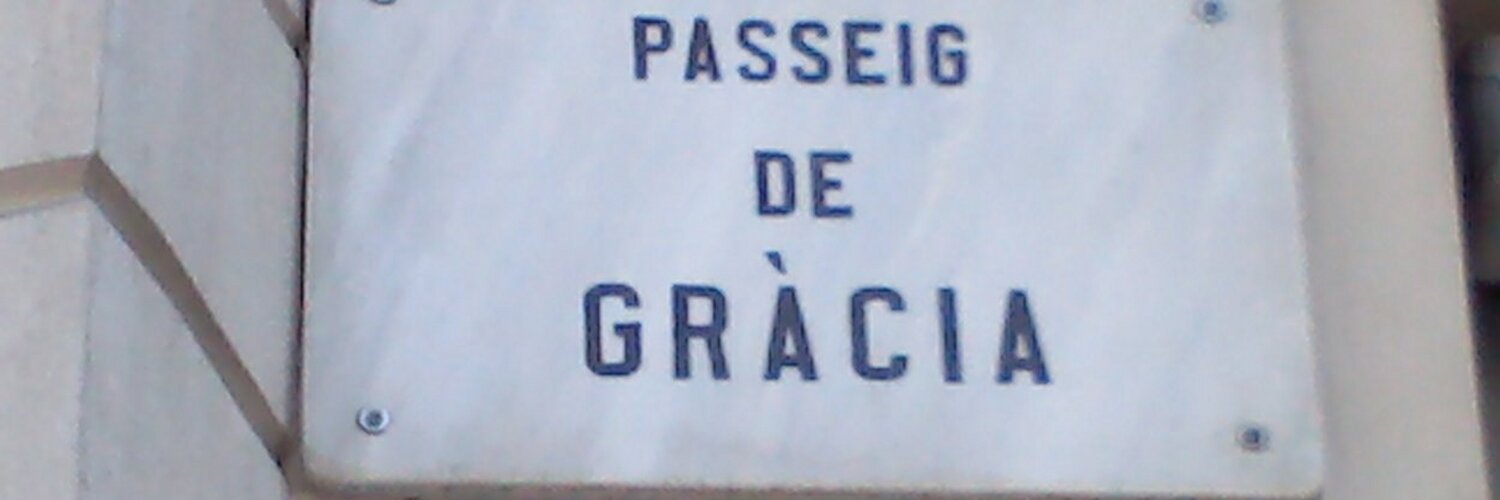 PASSEIG
DE
GRÀCIA